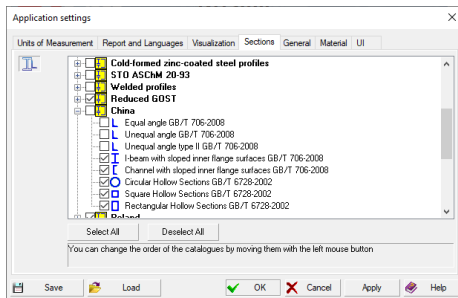 Application settings
Units of Measurement Report and Languages Visualization Sections General Material UI
Cold-formed zinc-coated steel profiles
STO ASChM 20-93
Welded profiles
Reduced GOST
China
Equal angle GB/T 706-2008
Unequal angle GB/T 706-2008
Unequal angle type II GB/T 706-2008
I-beam with sloped inner flange surfaces GB/T 706-2008
Channel with sloped inner flange surfaces GB/T 706-2008
Circular Hollow Sections GB/T 6728-2002
Square Hollow Sections GB/T 6728-2002
Rectangular Hollow Sections GB/T 6728-2002
Poland
Select All Deselect All
You can change the order of the catalogues by moving them with the left mouse button
Save Load OK Cancel Apply Help